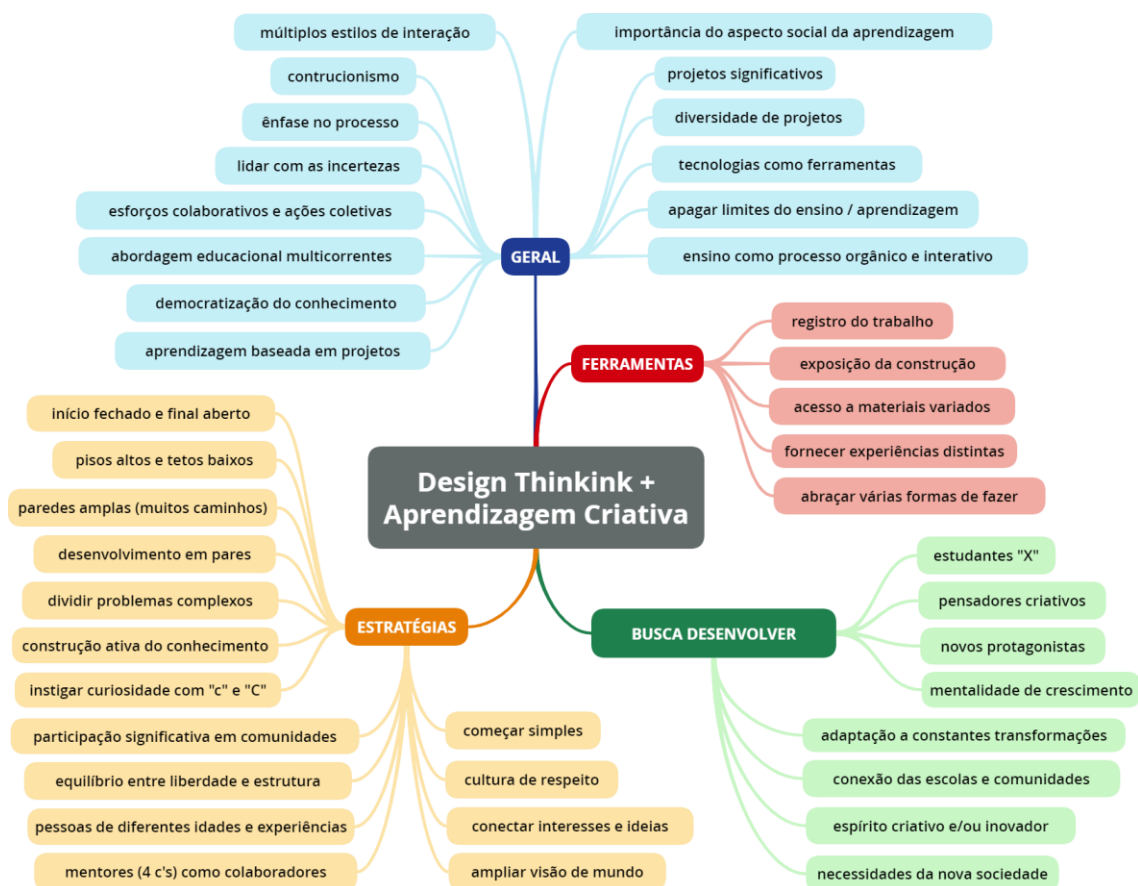 múltiplos estilos de interação
contrucionismo
ênfase no processo
lidar com as incertezas
esforços colaborativos e ações coletivas
abordagem educacional multicorrentes
democratização do conhecimento
aprendizagem baseada em projetos
GERAL
importância do aspecto social da aprendizagem
projetos significativos
diversidade de projetos
tecnologias como ferramentas
apagar limites do ensino / aprendizagem
ensino como processo orgânico e interativo
FERRAMENTAS
registro do trabalho
exposição da construção
acesso a materiais variados
fornecer experiências distintas
abraçar várias formas de fazer
Design Thinkink +
Aprendizagem Criativa
início fechado e final aberto
pisos altos e tetos baixos
paredes amplas (muitos caminhos)
desenvolvimento em pares
dividir problemas complexos
construção ativa do conhecimento
instigar curiosidade com "c" e "C"
participação significativa em comunidades
equilíbrio entre liberdade e estrutura
pessoas de diferentes idades e experiências
mentores (4 c's) como colaboradores
ESTRATÉGIAS
começar simples
cultura de respeito
conectar interesses e ideias
ampliar visão de mundo
BUSCA DESENVOLVER
estudantes "X"
pensadores criativos
novos protagonistas
mentalidade de crescimento
adaptação a constantes transformações
conexão das escolas e comunidades
espírito criativo e/ou inovador
necessidades da nova sociedade